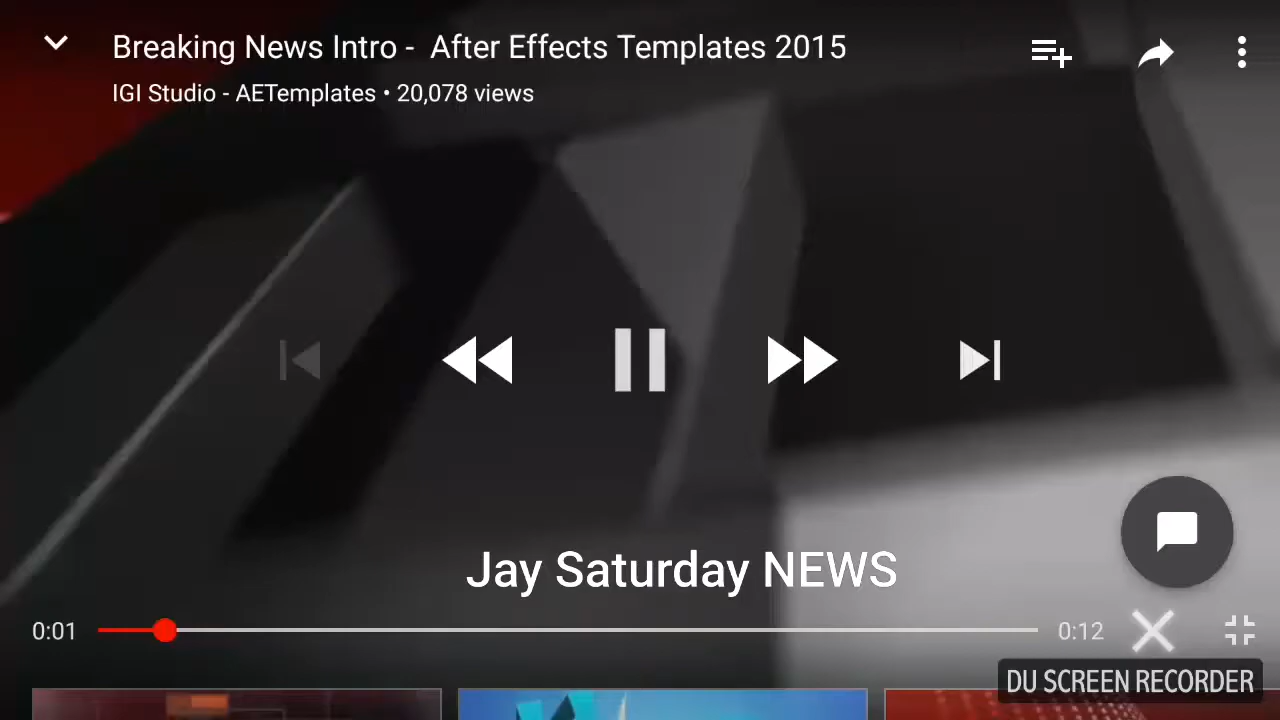 Breaking News Intro -  After Effects Templates 2015
IGI Studio - AETemplates • 20,078 views
Jay Saturday NEWS
0:01
0:12
DU SCREEN RECORDER